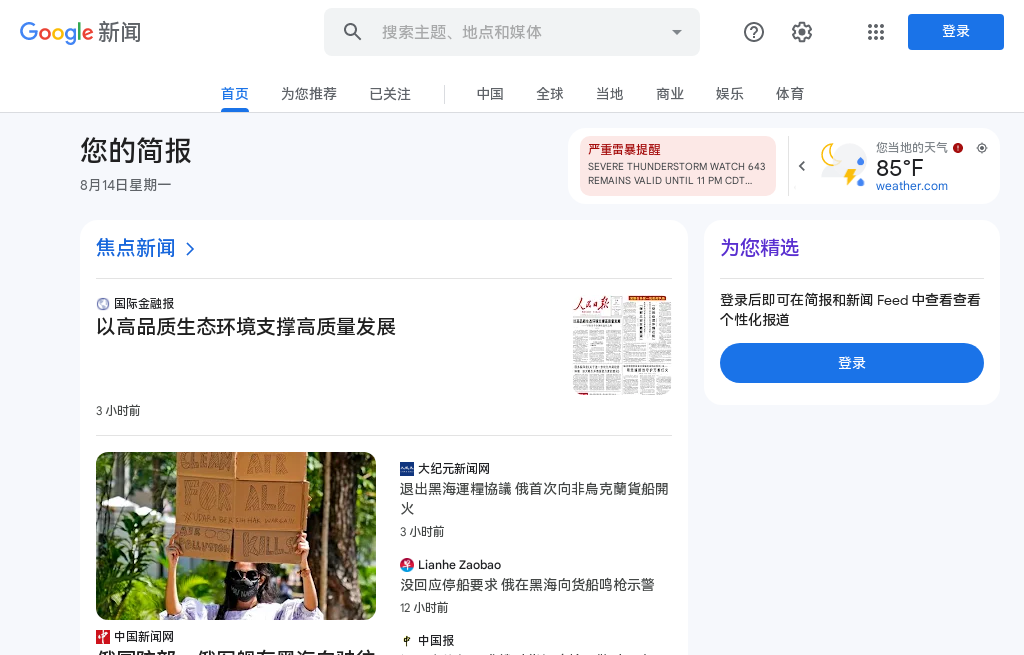 Google 新闻
搜索主题、地点和媒体
登录
首页
为您推荐
已关注
中国
全球
当地
商业
娱乐
体育
您的简报
8月14日星期一
严重雷暴提醒
SEVERE THUNDERSTORM WATCH 643
REMAINS VALID UNTIL 11 PM CDT…
您当地的天气
85°F
weather.com
焦点新闻
国际金融报
以高品质生态环境支撑高质量发展
人民日报
3 小时前
CLEAN AIR
FOR ALL
KILLS
中国新闻网
大纪元新闻网
退出黑海運糧協議 俄首次向非烏克蘭貨船開
火
3 小时前
Lianhe Zaobao
没回应停船要求 俄在黑海向货船鸣枪示警
12 小时前
中国报
为您精选
登录后即可在简报和新闻 Feed 中查看查看
个性化报道
登录